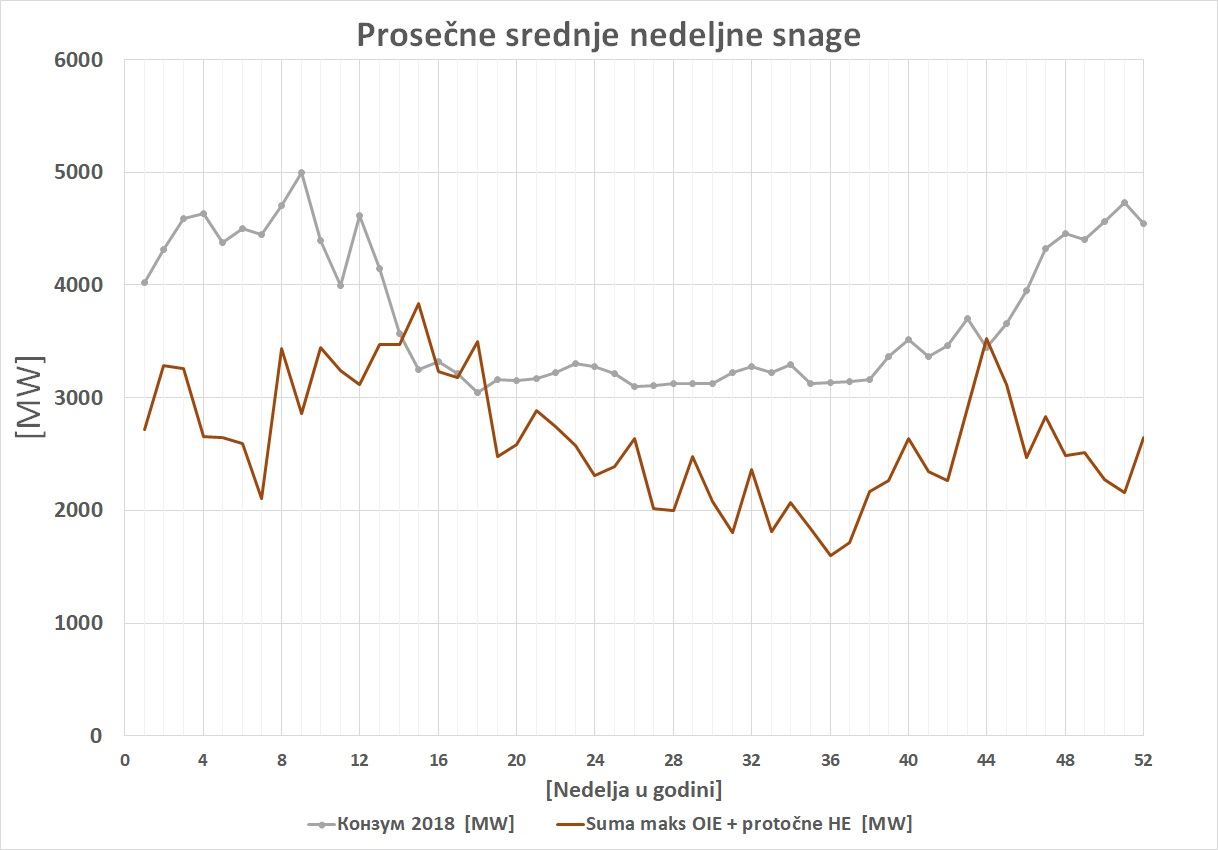 Prosečne srednje nedeljne snage
6000
5000
4000
3000
2000
1000
0
[MW]
0 4 8 12 16 20 24 28 32 36 40 44 48 52
[Nedelja u godini]
Конзум 2018 [MW] Suma maks OIE + protočne HE [MW]